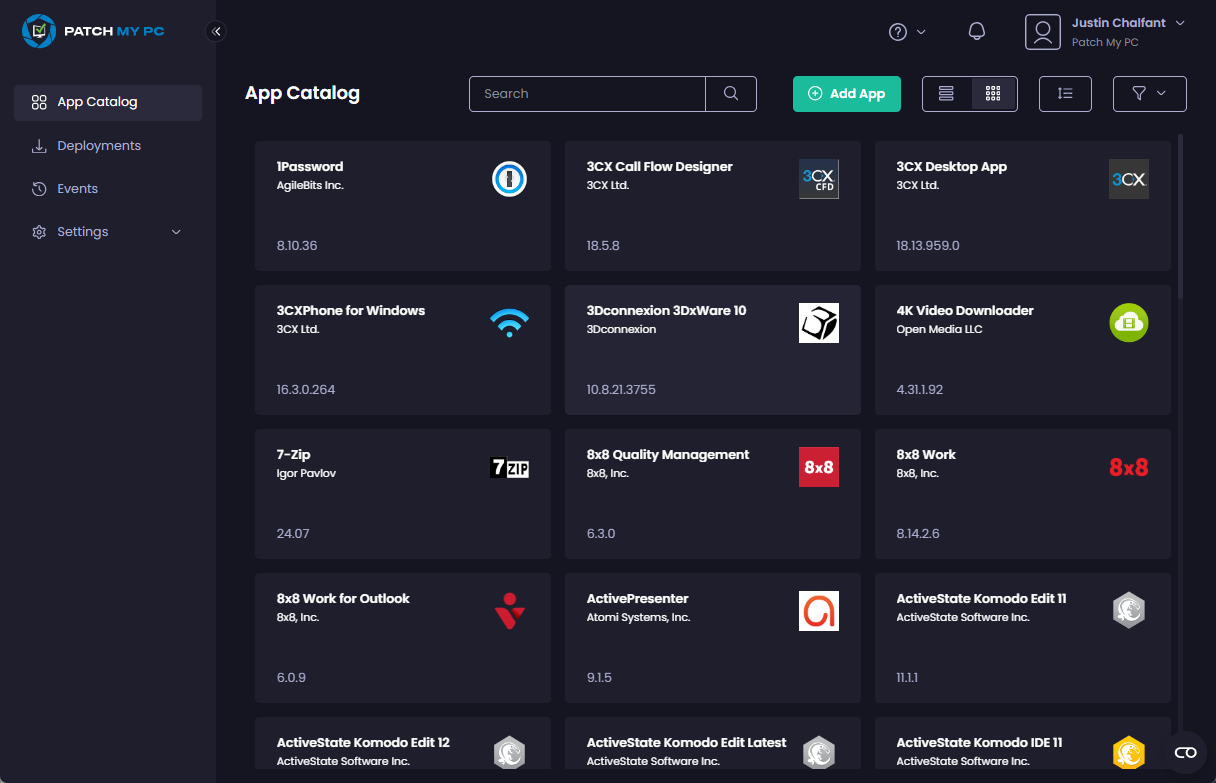 PATCH MY PC
Justin Chalfant
Patch My PC
App Catalog
Deployments
Events
Settings
App Catalog
Search
Add App
1Password
AgileBits Inc.
8.10.36
3CX Call Flow Designer
3CX Ltd.
3CX
CFD
18.5.8
3CX Desktop App
3CX Ltd.
3CX
18.13.959.0
3CXPhone for Windows
3CX Ltd.
16.3.0.264
3Dconnexion 3DxWare 10
3Dconnexion
10.8.21.3755
4K Video Downloader
Open Media LLC
4.31.1.92
7-Zip
Igor Pavlov
7ZIP
24.07
8x8 Quality Management
8x8, Inc.
8x8
6.3.0
8x8 Work
8x8, Inc.
8x8
8.14.2.6
8x8 Work for Outlook
8x8, Inc.
6.0.9
ActivePresenter
Atomi Systems, Inc.
9.1.5
ActiveState Komodo Edit 11
ActiveState Software Inc.
11.1.1
ActiveState Komodo Edit 12
ActiveState Software Inc.
ActiveState Komodo Edit Latest
ActiveState Software Inc.
ActiveState Komodo IDE 11
ActiveState Software Inc.